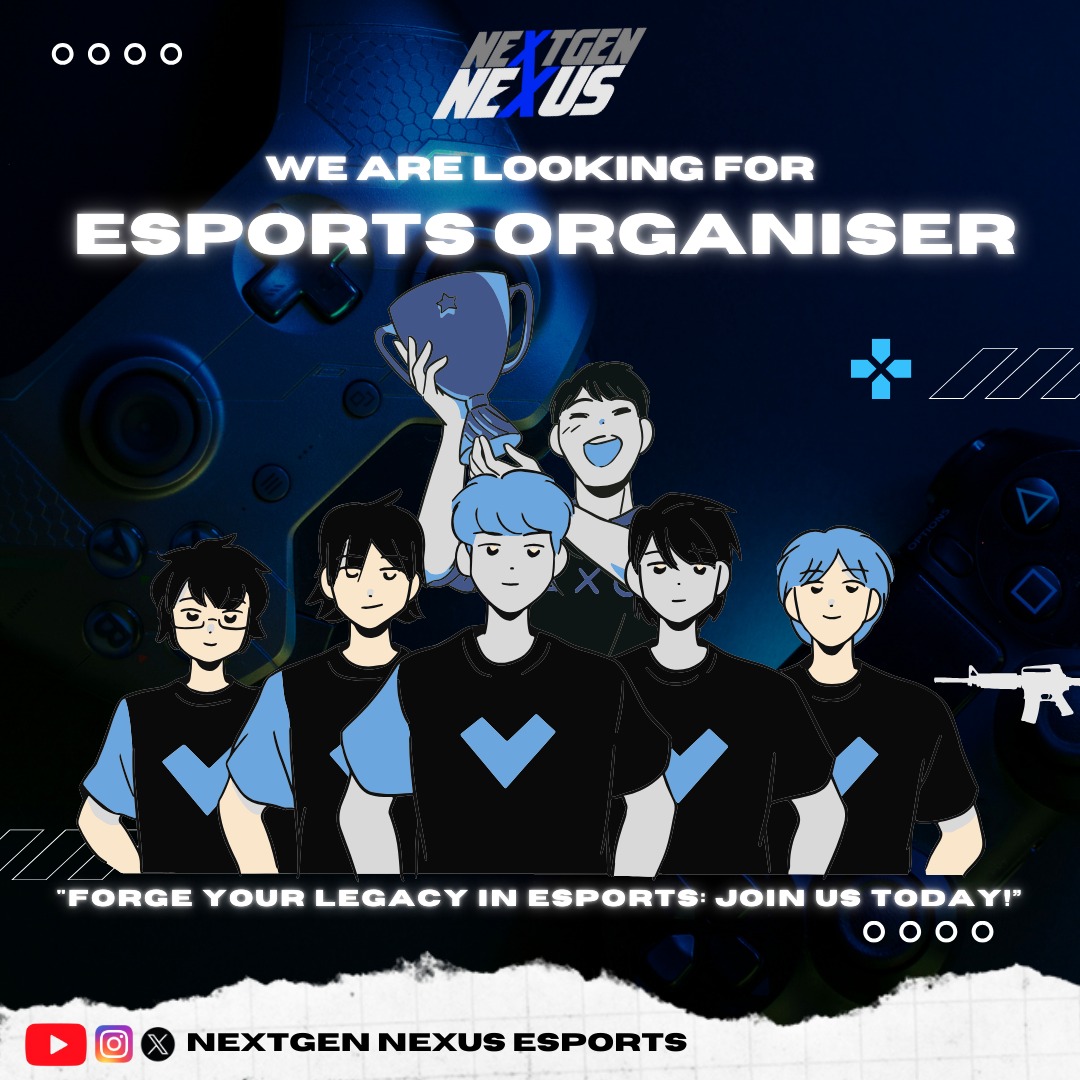 NEXTGEN
NEXUS
WE ARE LOOKING FOR
ESPORTS ORGANISER
OPTIONS
"FORGE YOUR LEGACY IN ESPORTS: JOIN US TODAY!"
NEXTGEN NEXUS ESPORTS